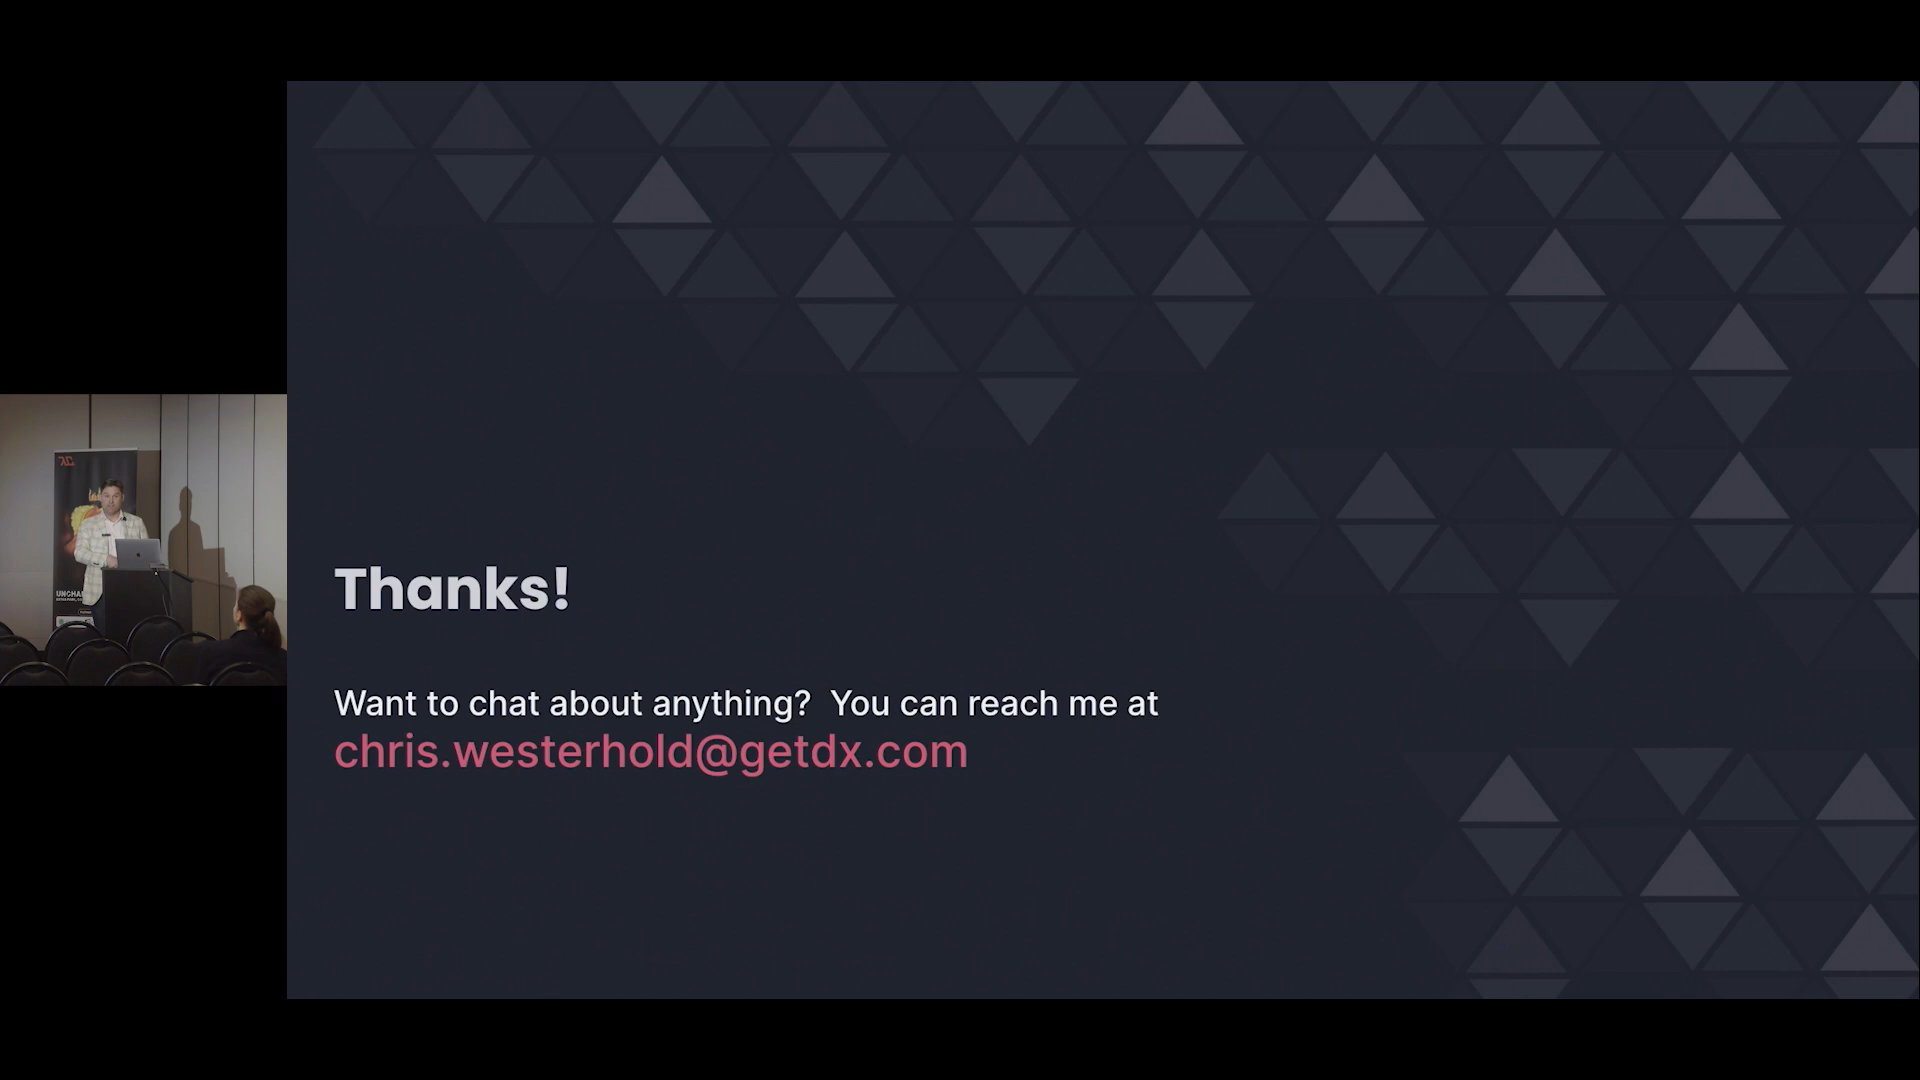 Thanks!
Want to chat about anything? You can reach me at
chris.westerhold@getdx.com